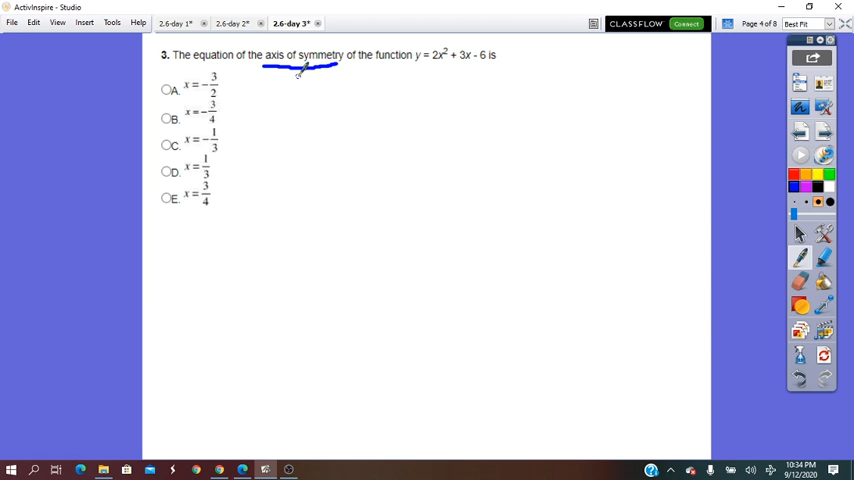 ActivInspire - Studio
File Edit View Insert Tools Help
2.6-day 1*
2.6-day 2*
2.6-day 3*
CLASSFLOW
Connect
Page 4 of 8
Best Fit
3. The equation of the axis of symmetry of the function y = 2x² + 3x - 6 is
A. x = -3/2
B. x = -3/4
C. x = -1/3
D. x = 1/3
E. x = 3/4
10:34 PM
9/12/2020